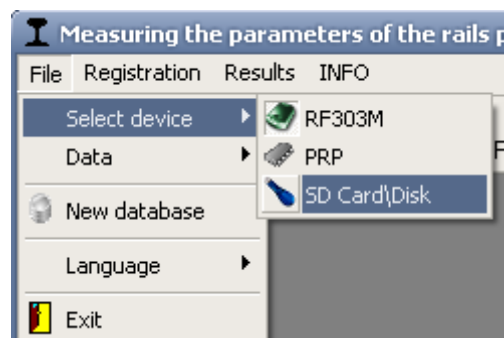 Measuring the parameters of the rails p
File Registration Results INFO
Select device
RF303M
Data
PRP
SD Card\Disk
New database
Language
Exit